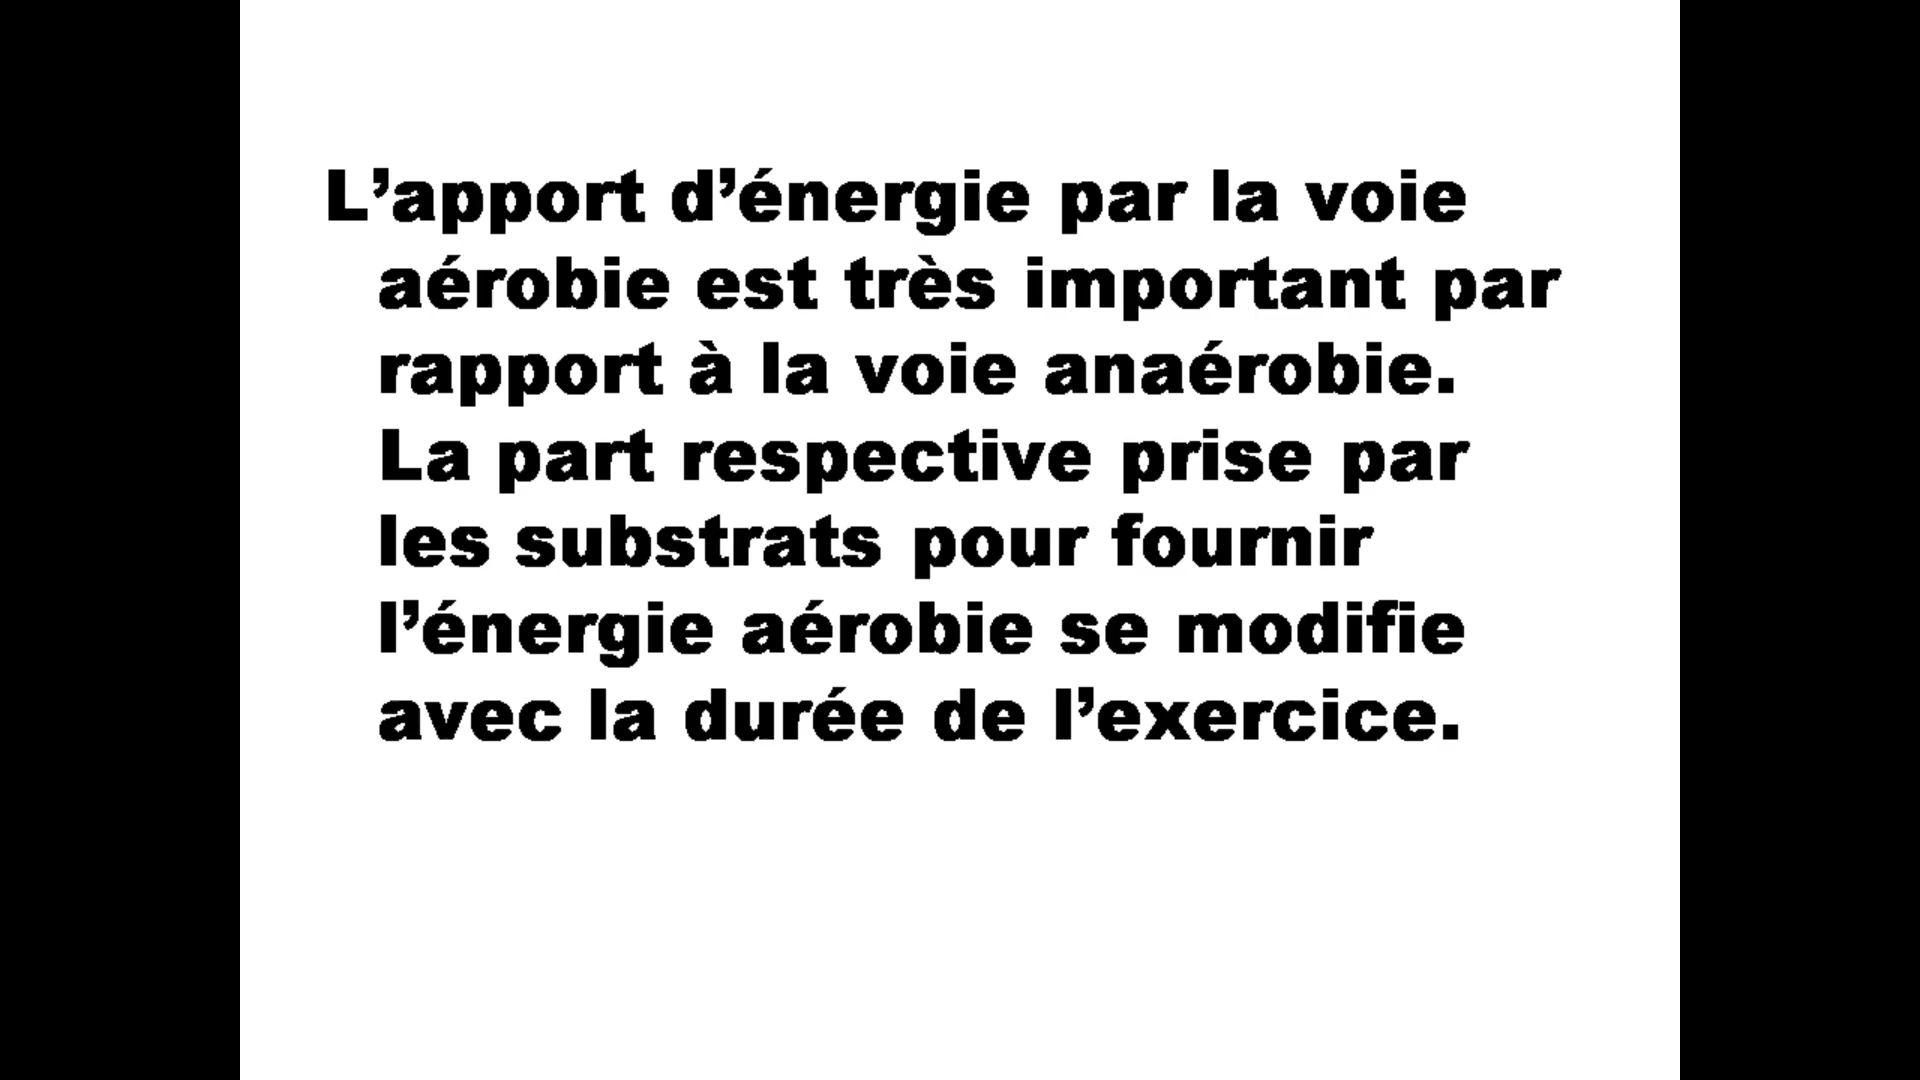 L’apport d’énergie par la voie
aérobie est très important par
rapport à la voie anaérobie.
La part respective prise par
les substrats pour fournir
l’énergie aérobie se modifie
avec la durée de l’exercice.